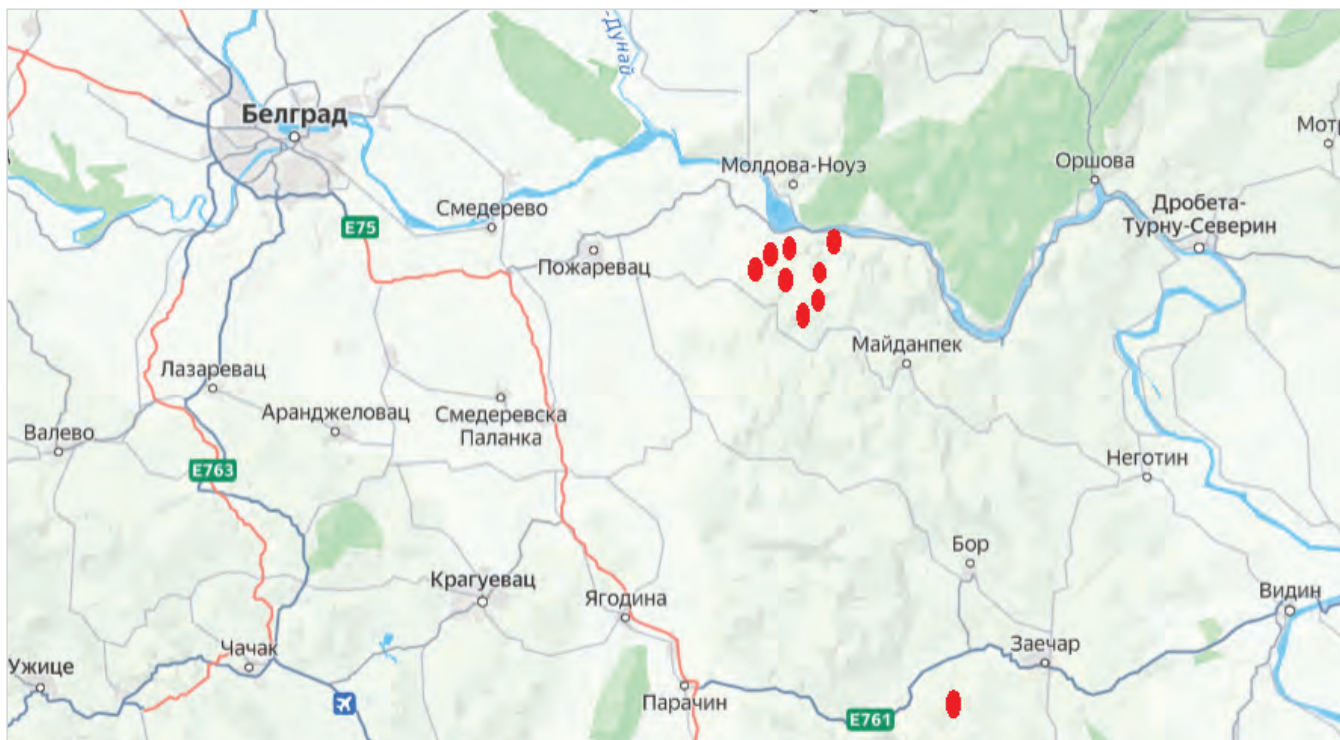 -Дунай
Белград
Мотр
Молдова-Ноуэ
Оршова
Смедерево
Дробета-
Турну-Северин
E75
Пожаревац
Майданпек
Лазаревац
Аранджеловац
Смедеревска
Паланка
Валево
E763
Неготин
Бор
Крагуевац
Ягодина
Видин
Чачак
Заечар
Ужице
Парачин
E761